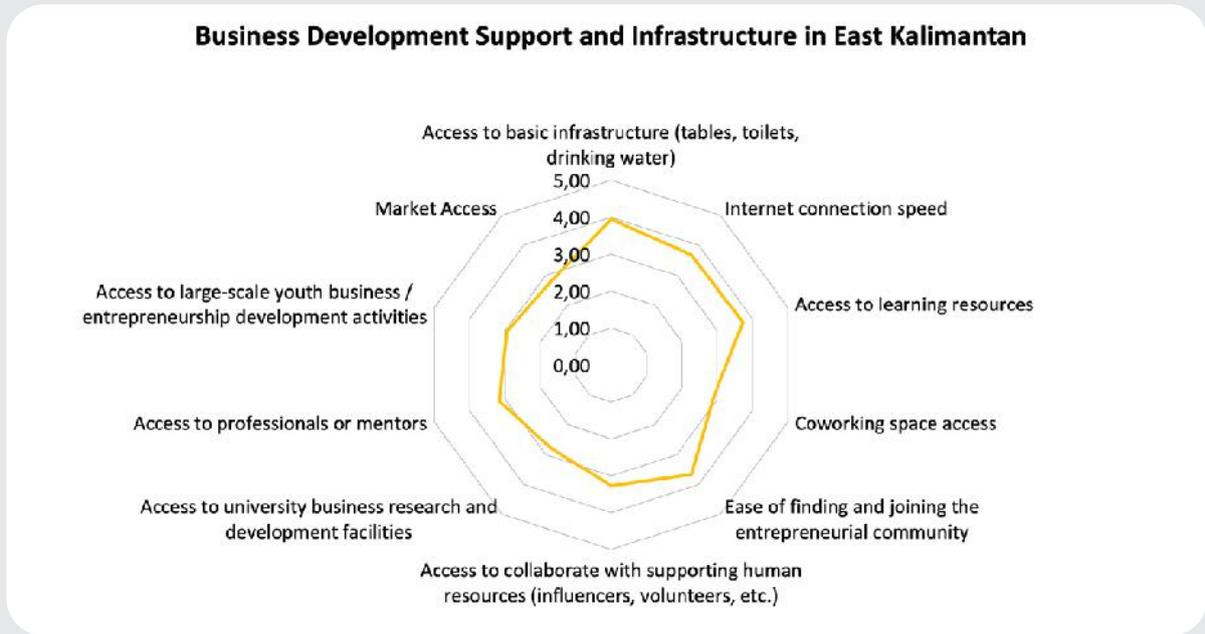 Business Development Support and Infrastructure in East Kalimantan
Access to basic infrastructure (tables, toilets,
drinking water)
5,00
4,00
3,00
2,00
1,00
0,00
Internet connection speed
Access to learning resources
Coworking space access
Ease of finding and joining the
entrepreneurial community
Access to collaborate with supporting human
resources (influencers, volunteers, etc.)
Access to university business research and
development facilities
Access to professionals or mentors
Access to large-scale youth business /
entrepreneurship development activities
Market Access